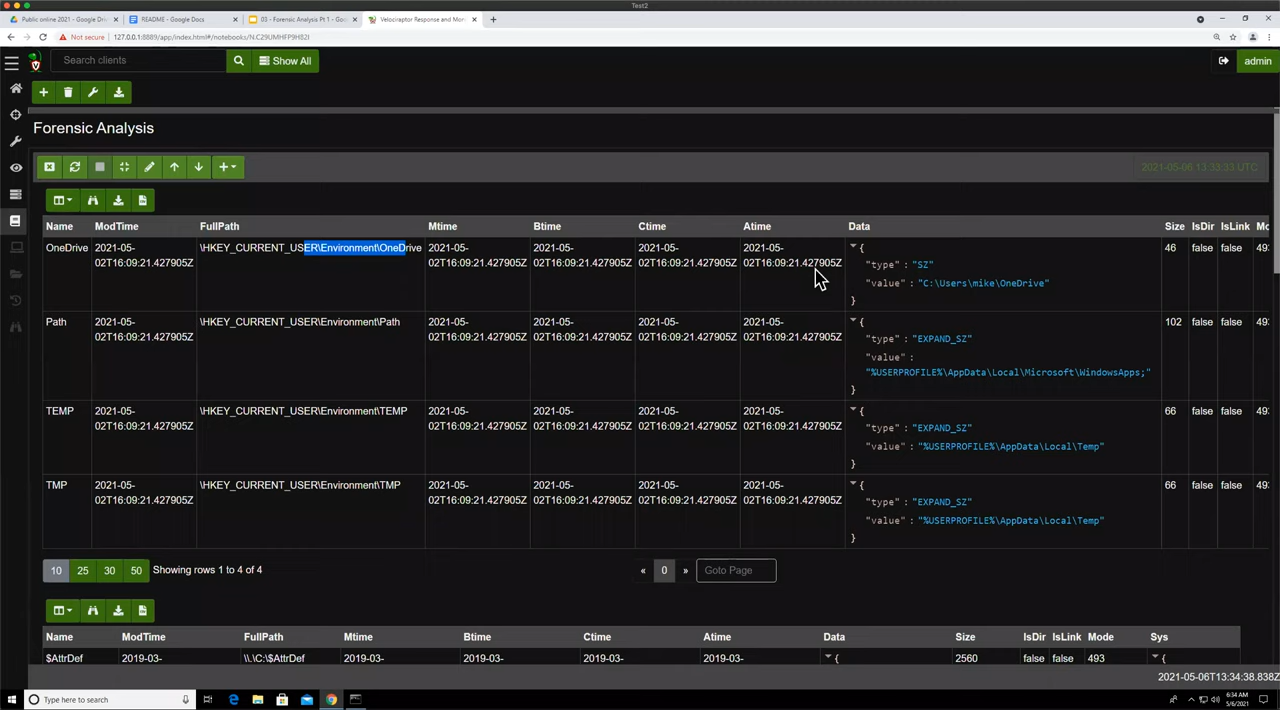 Test2
Public online 2021 - Google Driv
README - Google Docs
03 - Forensic Analysis Pt 1 - Goo
Velociraptor Response and Mon
Not secure | 127.0.0.1:8889/app/index.html#/notebooks/N.C29UMHFP9H82I
Search clients
Show All
admin
Forensic Analysis
2021-05-06 13:33:33 UTC
Name ModTime FullPath Mtime Btime Ctime Atime Data Size IsDir IsLink Mo
OneDrive 2021-05- \HKEY_CURRENT_USER\Environment\OneDrive 2021-05- 2021-05- 2021-05- 2021-05- { 46 false false 493
02T16:09:21.427905Z 02T16:09:21.427905Z 02T16:09:21.427905Z 02T16:09:21.427905Z 02T16:09:21.427905Z "type" : "SZ"
"value" : "C:\Users\mike\OneDrive"
}
Path 2021-05- \HKEY_CURRENT_USER\Environment\Path 2021-05- 2021-05- 2021-05- 2021-05- { 102 false false 493
02T16:09:21.427905Z 02T16:09:21.427905Z 02T16:09:21.427905Z 02T16:09:21.427905Z 02T16:09:21.427905Z "type" : "EXPAND_SZ"
"value" :
"%USERPROFILE%\AppData\Local\Microsoft\WindowsApps;"
}
TEMP 2021-05- \HKEY_CURRENT_USER\Environment\TEMP 2021-05- 2021-05- 2021-05- 2021-05- { 66 false false 493
02T16:09:21.427905Z 02T16:09:21.427905Z 02T16:09:21.427905Z 02T16:09:21.427905Z 02T16:09:21.427905Z "type" : "EXPAND_SZ"
"value" : "%USERPROFILE%\AppData\Local\Temp"
}
TMP 2021-05- \HKEY_CURRENT_USER\Environment\TMP 2021-05- 2021-05- 2021-05- 2021-05- { 66 false false 493
02T16:09:21.427905Z 02T16:09:21.427905Z 02T16:09:21.427905Z 02T16:09:21.427905Z 02T16:09:21.427905Z "type" : "EXPAND_SZ"
"value" : "%USERPROFILE%\AppData\Local\Temp"
}
10 25 30 50 Showing rows 1 to 4 of 4 « 0 » Goto Page
Name ModTime FullPath Mtime Btime Ctime Atime Data Size IsDir IsLink Mode Sys
$AttrDef 2019-03- \\.\C:\$AttrDef 2019-03- 2019-03- 2019-03- 2019-03- { 2560 false false 493 {
2021-05-06T13:34:38.838Z
Type here to search
6:34 AM
5/6/2021